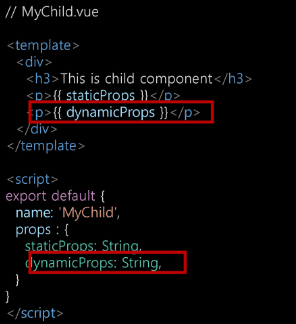 // MyChild.vue
<template>
<div>
<h3>This is child component</h3>
<p>{{ staticProps }}</p>
<p>{{ dynamicProps }}</p>
</div>
</template>
<script>
export default {
name: 'MyChild',
props : {
staticProps: String,
dynamicProps: String,
}
}
</script>